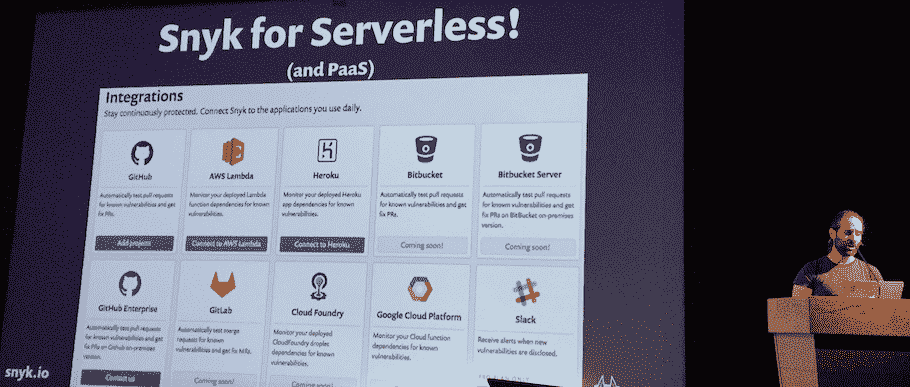 Snyk for Serverless!
(and PaaS)
Integrations
Stay continuously protected. Connect Snyk to the applications you use daily.
GitHub
Automatically test pull requests
for known vulnerabilities and get
fix PRs.
Add projects
AWS Lambda
Monitor your deployed Lambda
function dependencies for known
vulnerabilities.
Connect to AWS Lambda
Heroku
Monitor your deployed Heroku
app dependencies for known
vulnerabilities.
Connect to Heroku
Bitbucket
Automatically test pull requests
for known vulnerabilities and get
fix PRs.
Coming soon!
Bitbucket Server
Automatically test pull requests
for known vulnerabilities and get
fix PRs on BitBucket on-premises
version.
Coming soon!
GitHub Enterprise
Automatically test pull requests
for known vulnerabilities and get
fix PRs on Github on-premises
version.
Contact us
GitLab
Automatically test merge
requests for known
vulnerabilities and get fix MRs.
Coming soon!
Cloud Foundry
Monitor your deployed
CloudFoundry droplet
dependencies for known
vulnerabilities.
Coming soon!
Google Cloud Platform
Monitor your Cloud function
dependencies for known
vulnerabilities.
Slack
Receive alerts when new
vulnerabilities are disclosed.
snyk.io